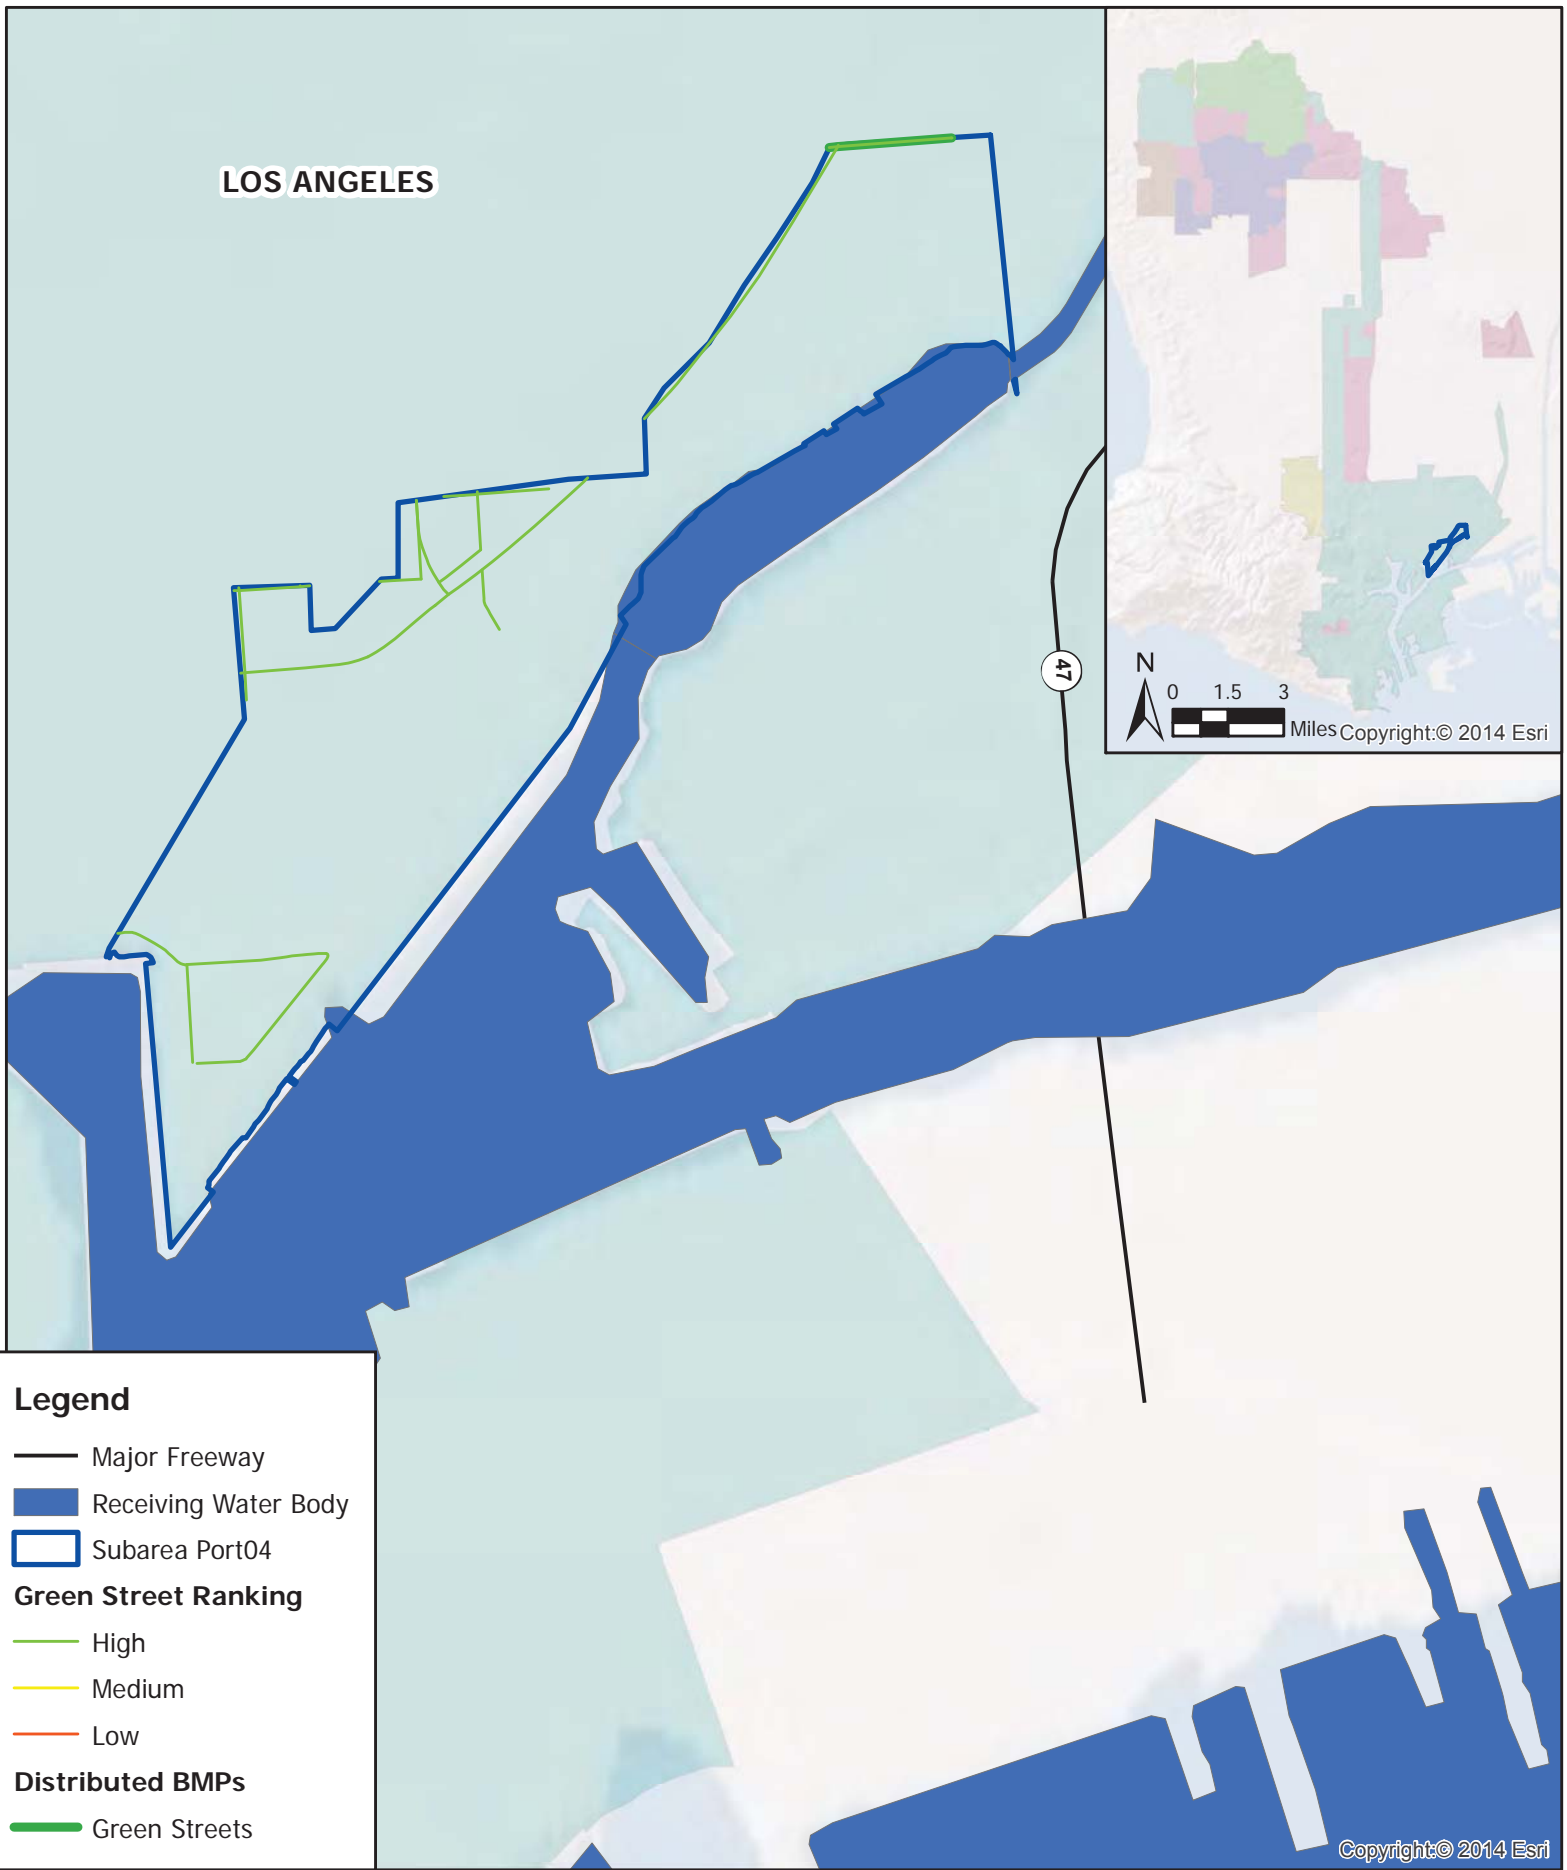 LOS ANGELES
47
N
0 1.5 3
Miles
Copyright:© 2014 Esri
Legend
Major Freeway
Receiving Water Body
Subarea Port04
Green Street Ranking
High
Medium
Low
Distributed BMPs
Green Streets
Copyright:© 2014 Esri